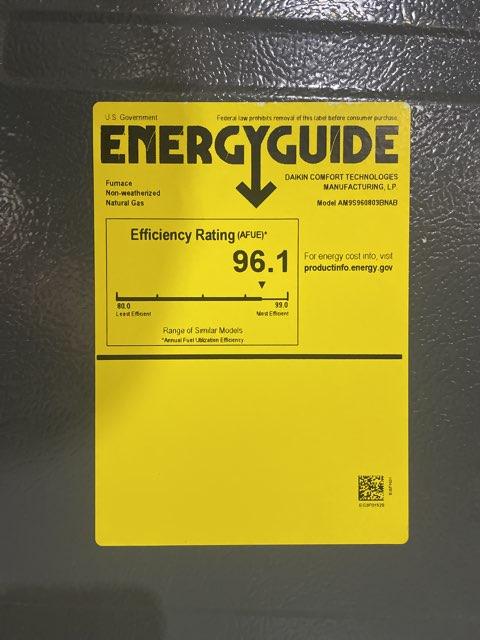 U.S. Government
Federal law prohibits removal of this label before consumer purchase.
ENERGYGUIDE
Furnace
Non-weatherized
Natural Gas
DAIKIN COMFORT TECHNOLOGIES
MANUFACTURING, LP.
Model AM9S960803BNAB
Efficiency Rating (AFUE)*
96.1
80.0
99.0
Least Efficient
Most Efficient
Range of Similar Models
*Annual Fuel Utilization Efficiency
For energy cost info, visit
productinfo.energy.gov